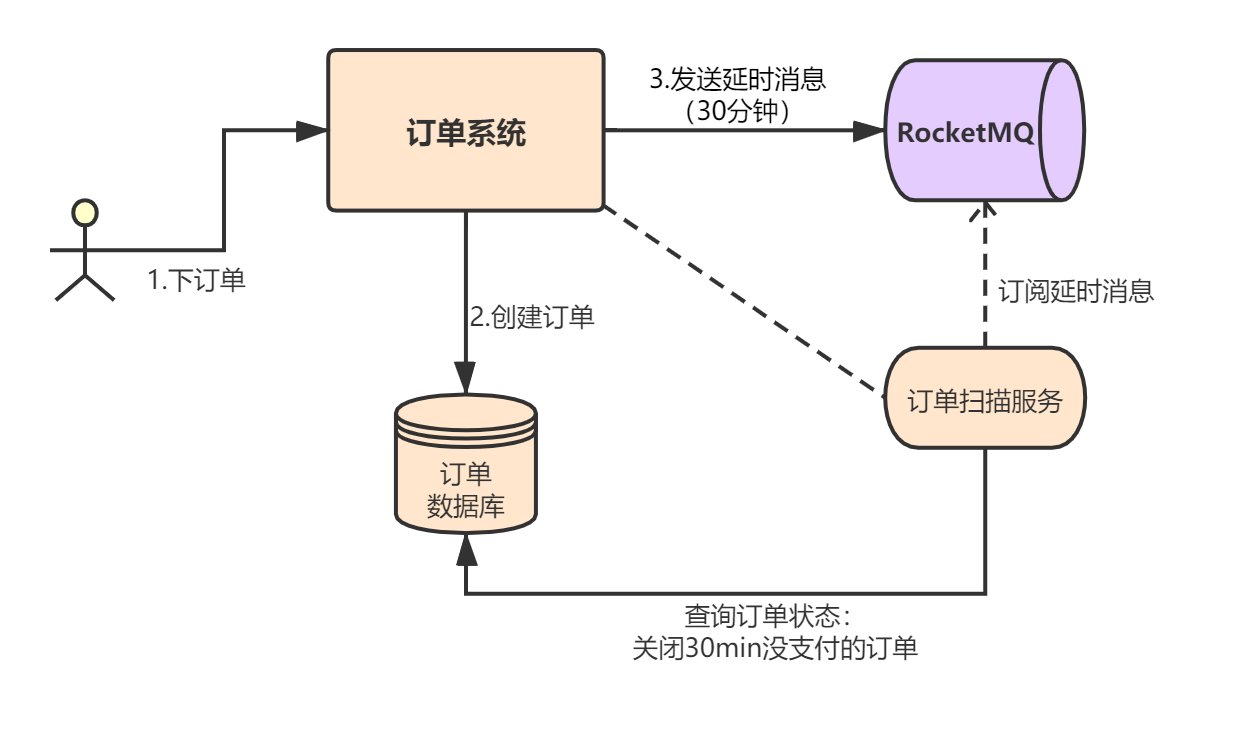 3.发送延时消息
（30分钟）
订单系统
RocketMQ
1.下订单
订阅延时消息
2.创建订单
订单扫描服务
订单
数据库
查询订单状态：
关闭30min没支付的订单